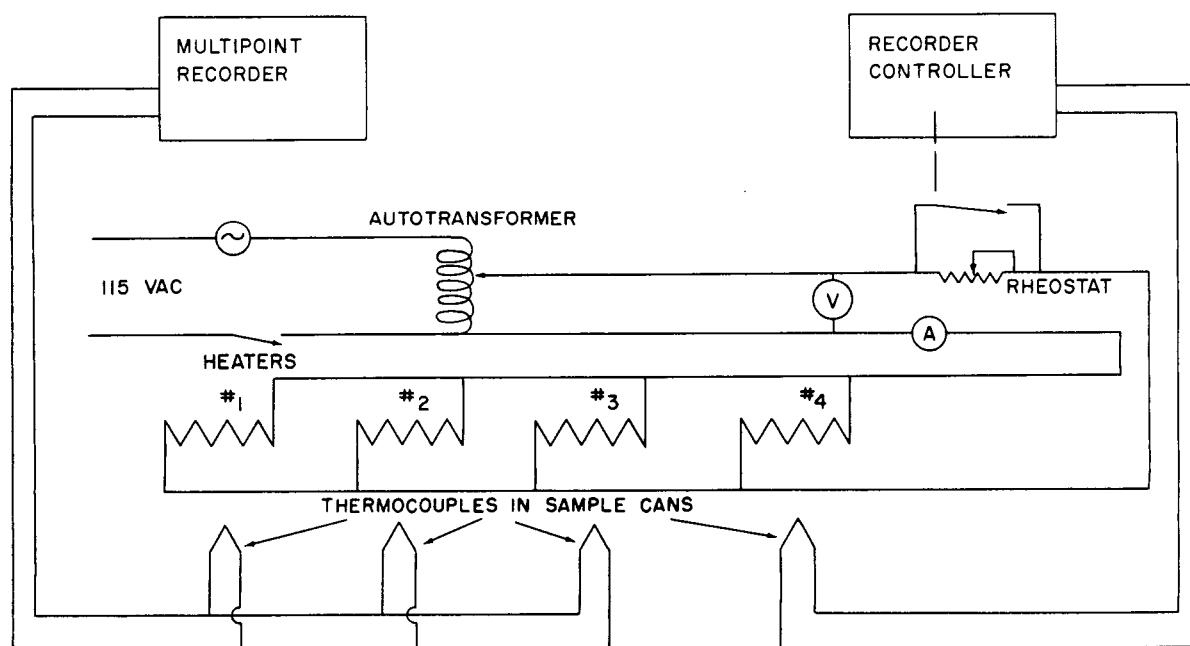 MULTIPOINT
RECORDER
RECORDER
CONTROLLER
AUTOTRANSFORMER
115 VAC
RHEOSTAT
V
A
HEATERS
#1
#2
#3
#4
THERMOCOUPLES IN SAMPLE CANS